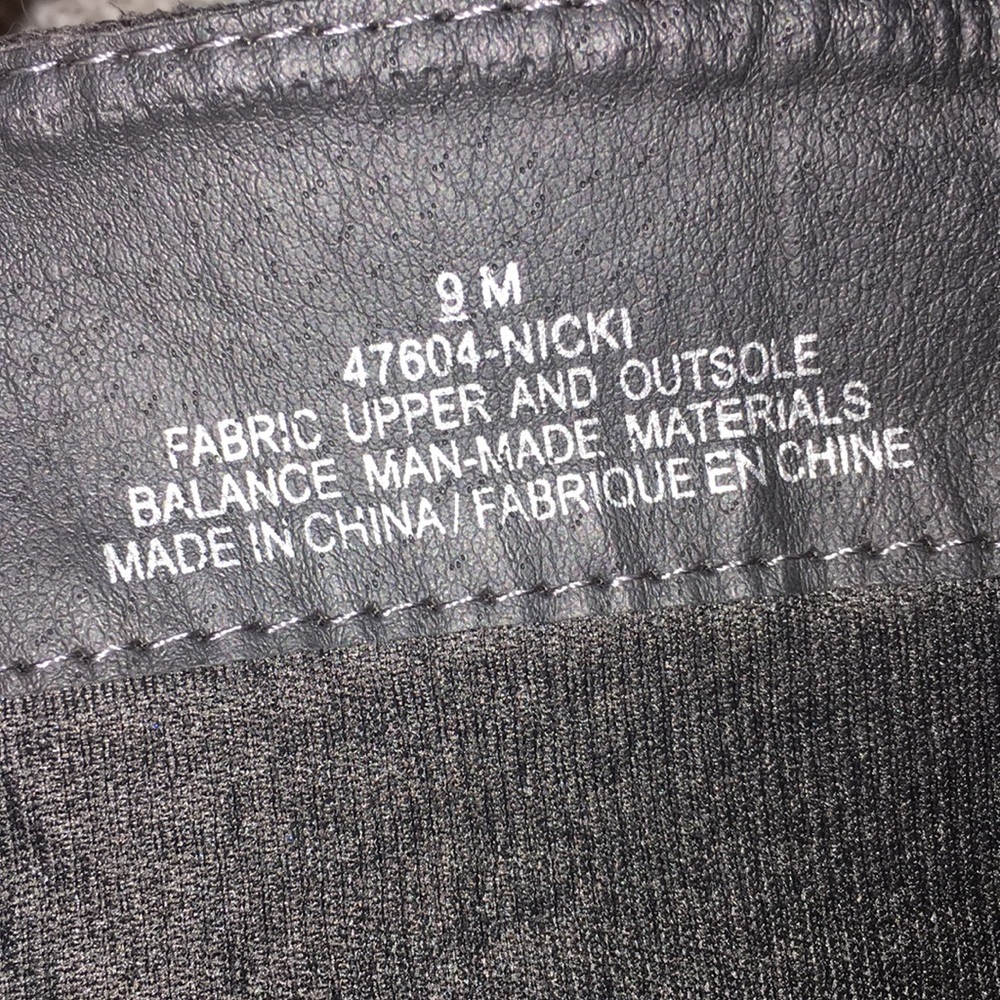 9 M
47604-NICKI
FABRIC UPPER AND OUTSOLE
BALANCE MAN-MADE MATERIALS
MADE IN CHINA / FABRIQUE EN CHINE